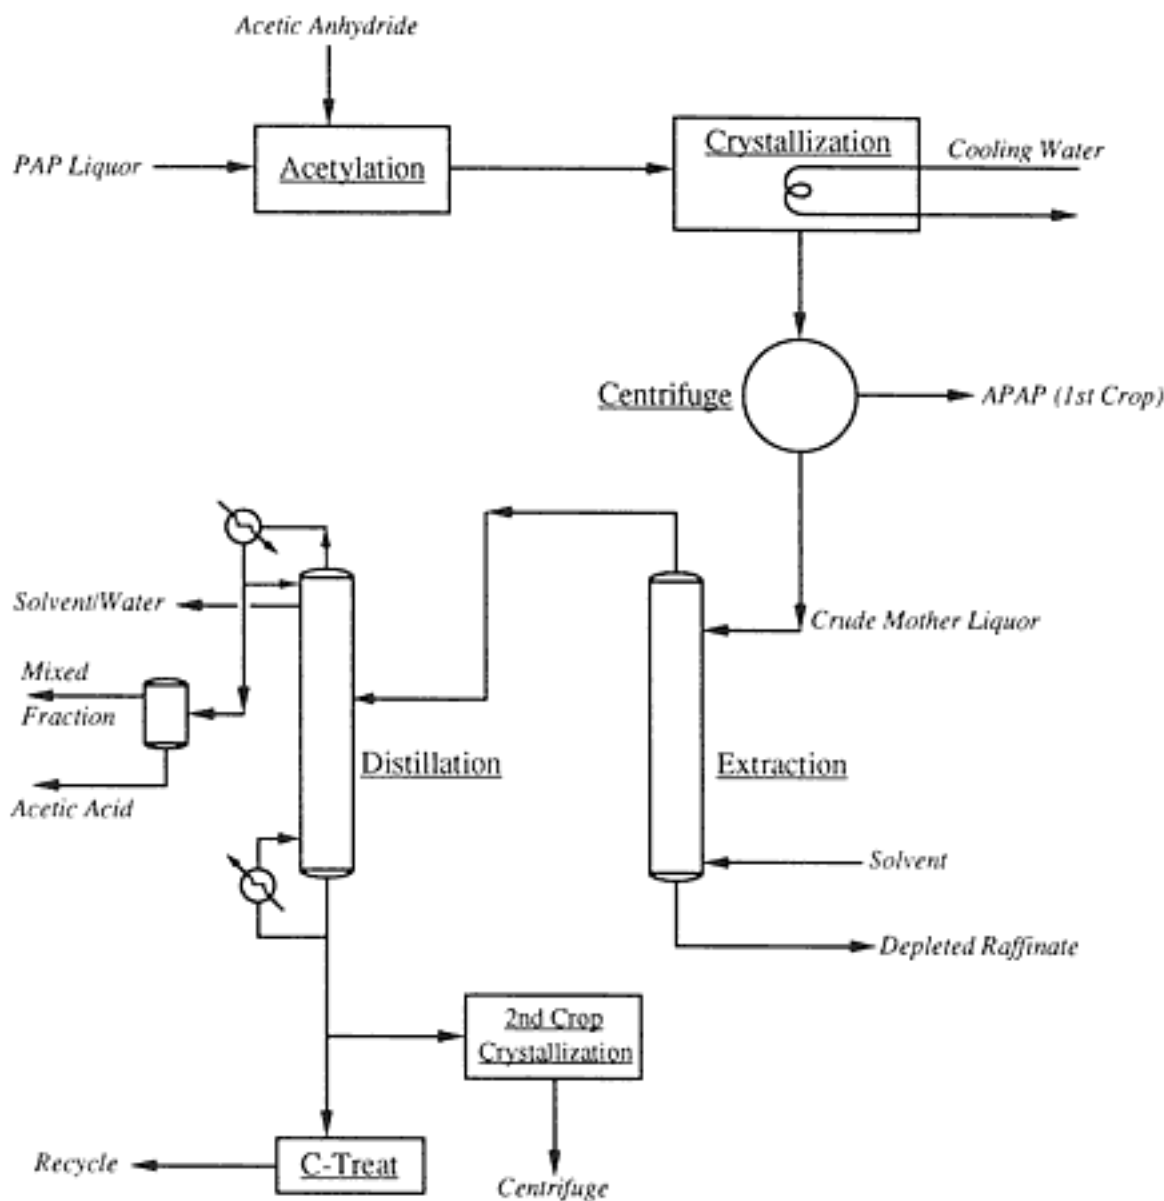 Acetic Anhydride
PAP Liquor
Acetylation
Crystallization
Cooling Water
Centrifuge
APAP (1st Crop)
Solvent/Water
Crude Mother Liquor
Mixed
Fraction
Distillation
Extraction
Acetic Acid
Solvent
Depleted Raffinate
2nd Crop
Crystallization
Recycle
C-Treat
Centrifuge